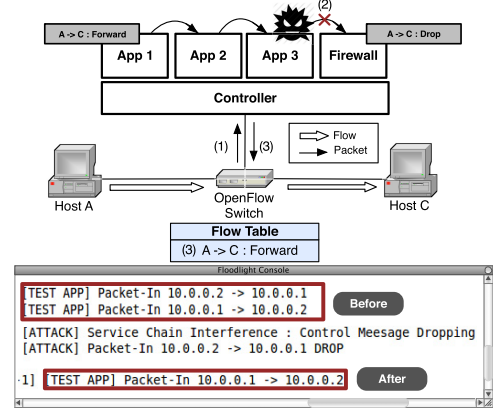 (2)
A -> C : Forward
A -> C : Drop
App 1
App 2
App 3
Firewall
Controller
(1)
(3)
Flow
Packet
Host A
OpenFlow
Switch
Host C
Flow Table
(3) A -> C : Forward
Floodlight Console
[TEST APP] Packet-In 10.0.0.2 -> 10.0.0.1
[TEST APP] Packet-In 10.0.0.1 -> 10.0.0.2
Before
[ATTACK] Service Chain Interference : Control Meesage Dropping
[ATTACK] Packet-In 10.0.0.2 -> 10.0.0.1 DROP
·1] [TEST APP] Packet-In 10.0.0.1 -> 10.0.0.2
After